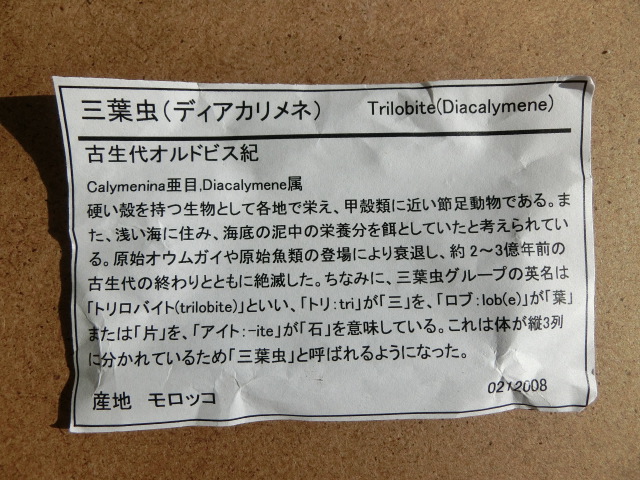 三葉虫(ディアカリメネ) Trilobite(Diacalymene)
古生代オルドビス紀
Calymenina亜目,Diacalymene属
硬い殻を持つ生物として各地で栄え、甲殻類に近い節足動物である。ま
た、浅い海に住み、海底の泥中の栄養分を餌としていたと考えられてい
る。原始オウムガイや原始魚類の登場により衰退し、約2～3億年前の
古生代の終わりとともに絶滅した。ちなみに、三葉虫グループの英名は
「トリロバイト(trilobite)」といい、「トリ:tri」が「三」を、「ロブ:lob(e)」が「葉」
または「片」を、「アイト:-ite」が「石」を意味している。これは体が縦3列
に分かれているため「三葉虫」と呼ばれるようになった。
産地 モロッコ 02122008